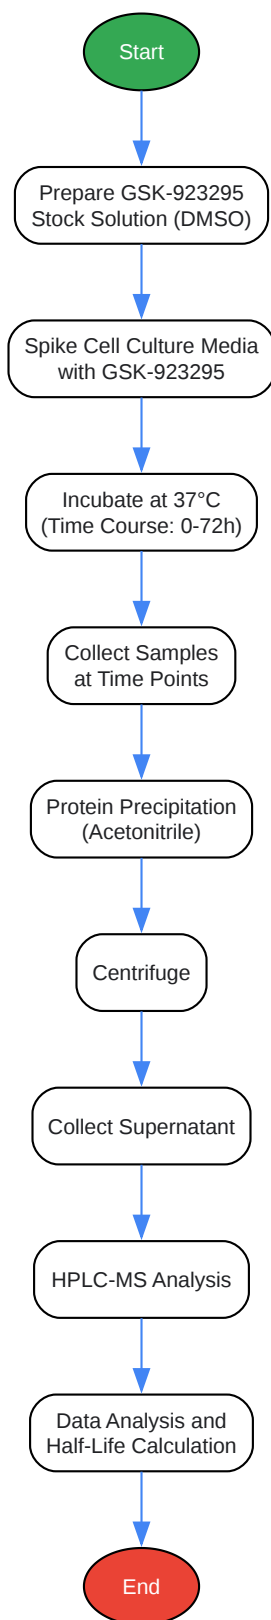 Start
Prepare GSK-923295
Stock Solution (DMSO)
Spike Cell Culture Media
with GSK-923295
Incubate at 37°C
(Time Course: 0-72h)
Collect Samples
at Time Points
Protein Precipitation
(Acetonitrile)
Centrifuge
Collect Supernatant
HPLC-MS Analysis
Data Analysis and
Half-Life Calculation
End